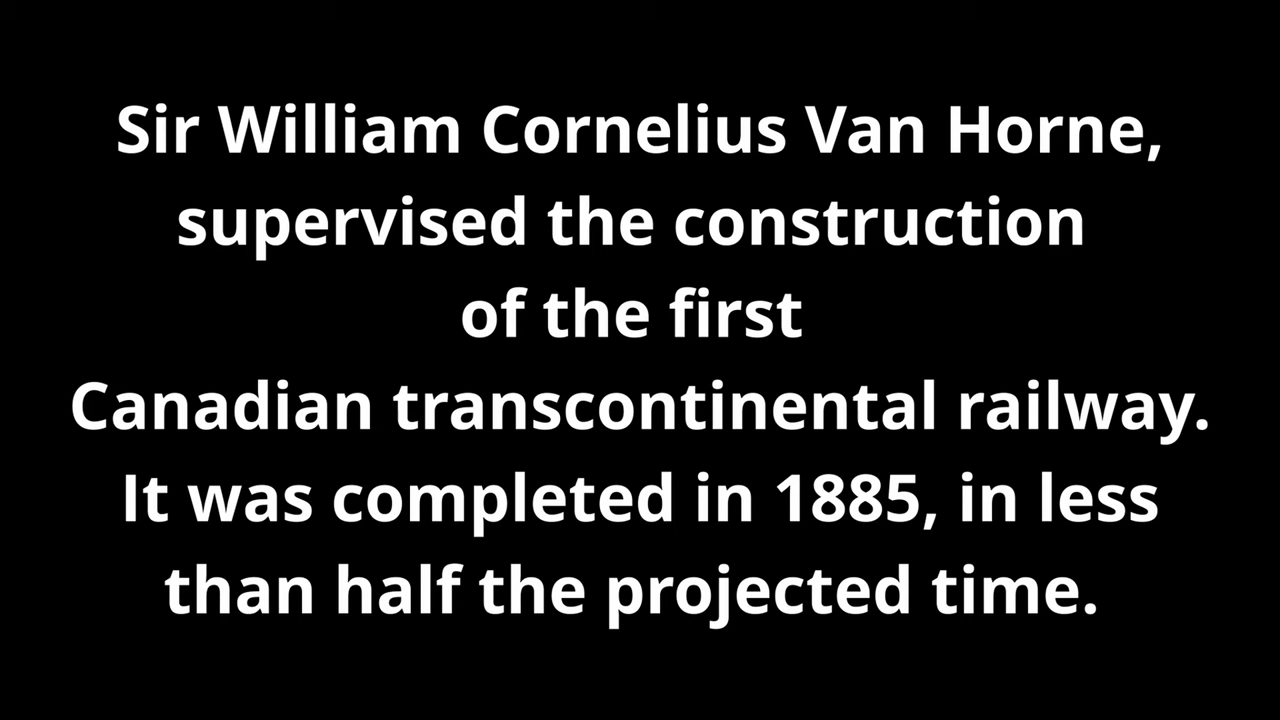 Sir William Cornelius Van Horne,
supervised the construction
of the first
Canadian transcontinental railway.
It was completed in 1885, in less
than half the projected time.